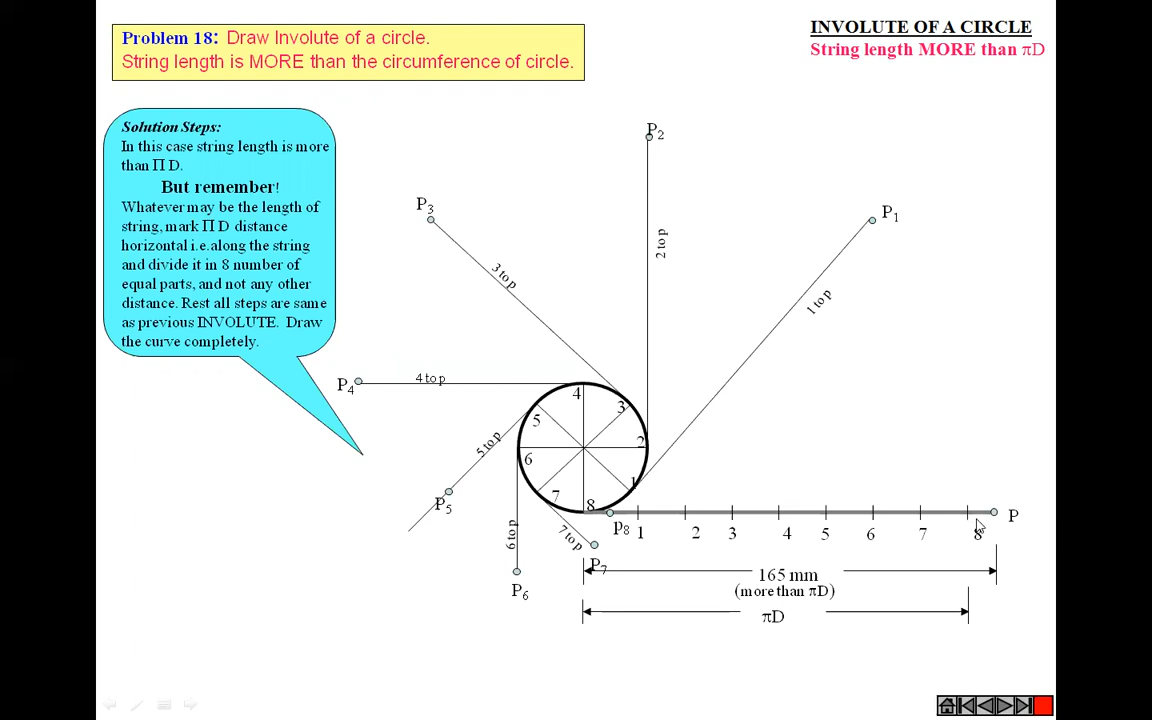 Problem 18: Draw Involute of a circle.
String length is MORE than the circumference of circle.
INVOLUTE OF A CIRCLE
String length MORE than πD
Solution Steps:
In this case string length is more
than Π D.
But remember!
Whatever may be the length of
string, mark Π D distance
horizontal i.e.along the string
and divide it in 8 number of
equal parts, and not any other
distance. Rest all steps are same
as previous INVOLUTE. Draw
the curve completely.
P2
P3
P1
2 to p
3 to p
1 to p
P4
4 to p
4
3
5
5 to p
2
6
1
7
8
P5
6 to p
7 to p
P8
P
1 2 3 4 5 6 7 8
P7
P6
165 mm
(more than πD)
πD